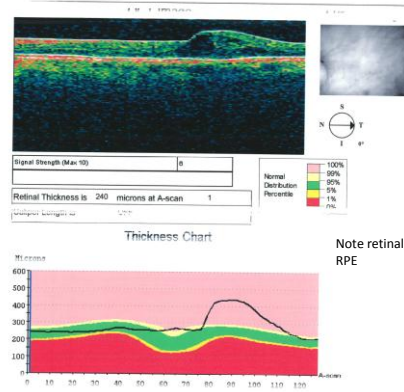 S
N T
I 0°
Signal Strength (Max 10) 6
Retinal Thickness is 240 microns at A-scan 1
Normal
Distribution
Percentile
100%
99%
95%
5%
1%
0%
Thickness Chart
Note retinal
RPE
Microns
600
500
400
300
200
100
0
0 10 20 30 40 50 60 70 80 90 100 110 120
A-scan